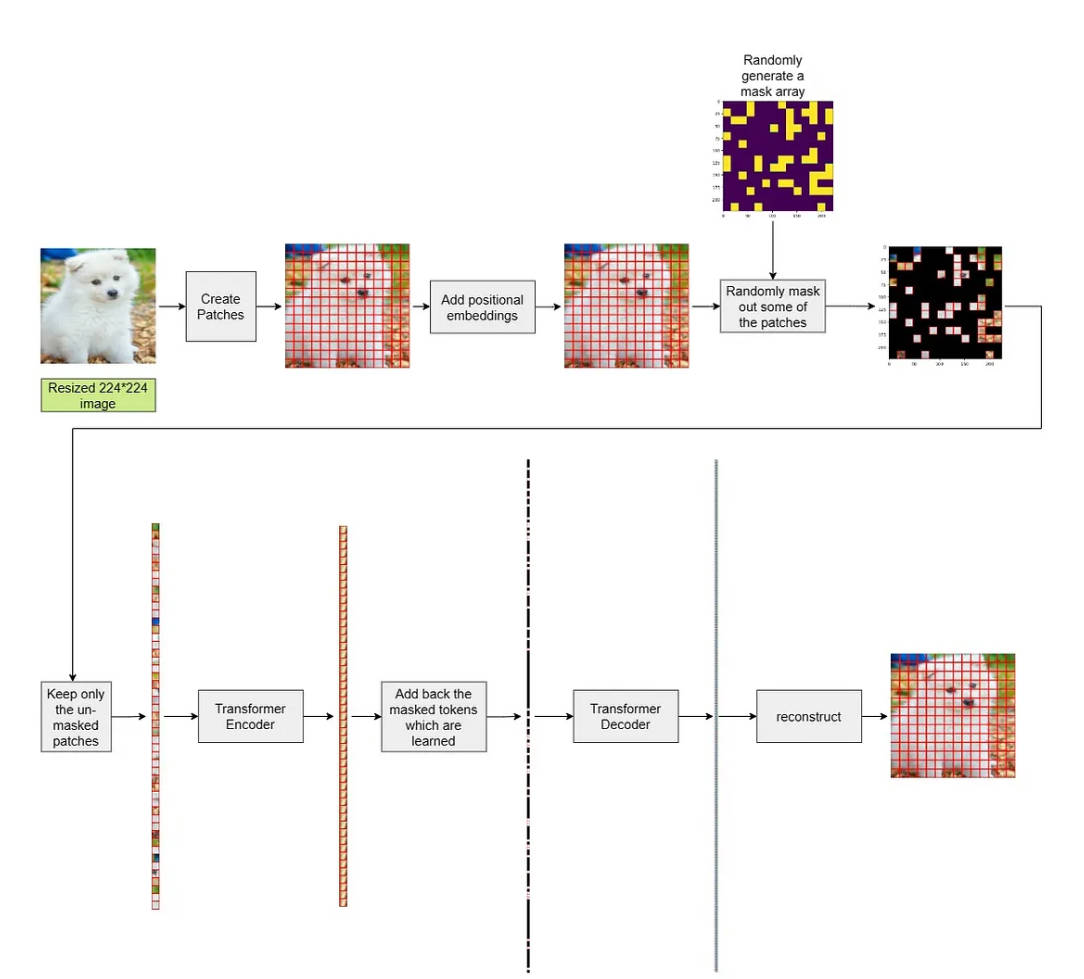 Randomly
generate a
mask array
Create
Patches
Add positional
embeddings
Randomly mask
out some of
the patches
Resized 224*224
image
Keep only
the un-
masked
patches
Transformer
Encoder
Add back the
masked tokens
which are
learned
Transformer
Decoder
reconstruct